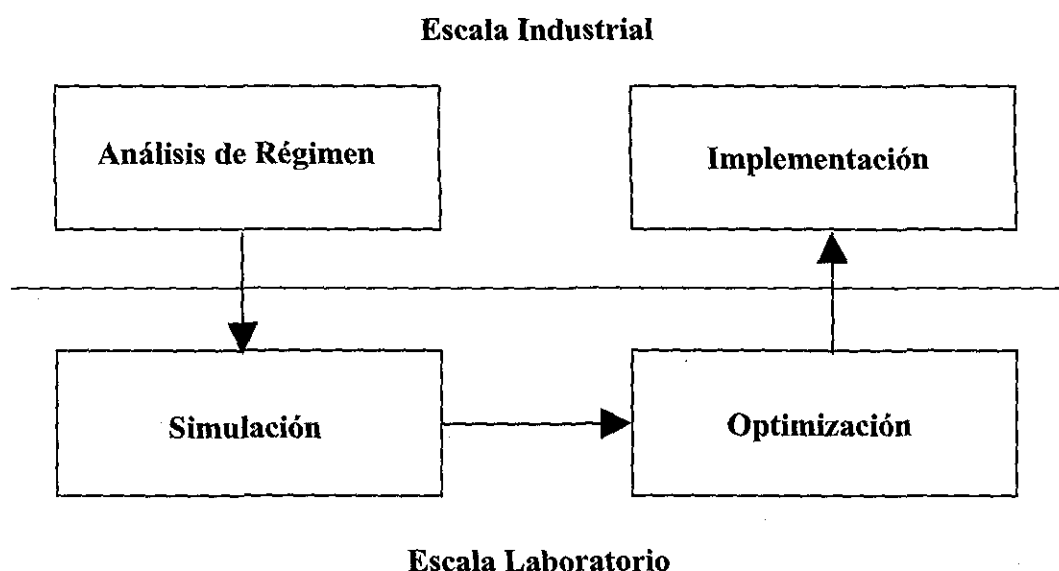 Escala Industrial
Análisis de Régimen
Implementación
Simulación
Optimización
Escala Laboratorio